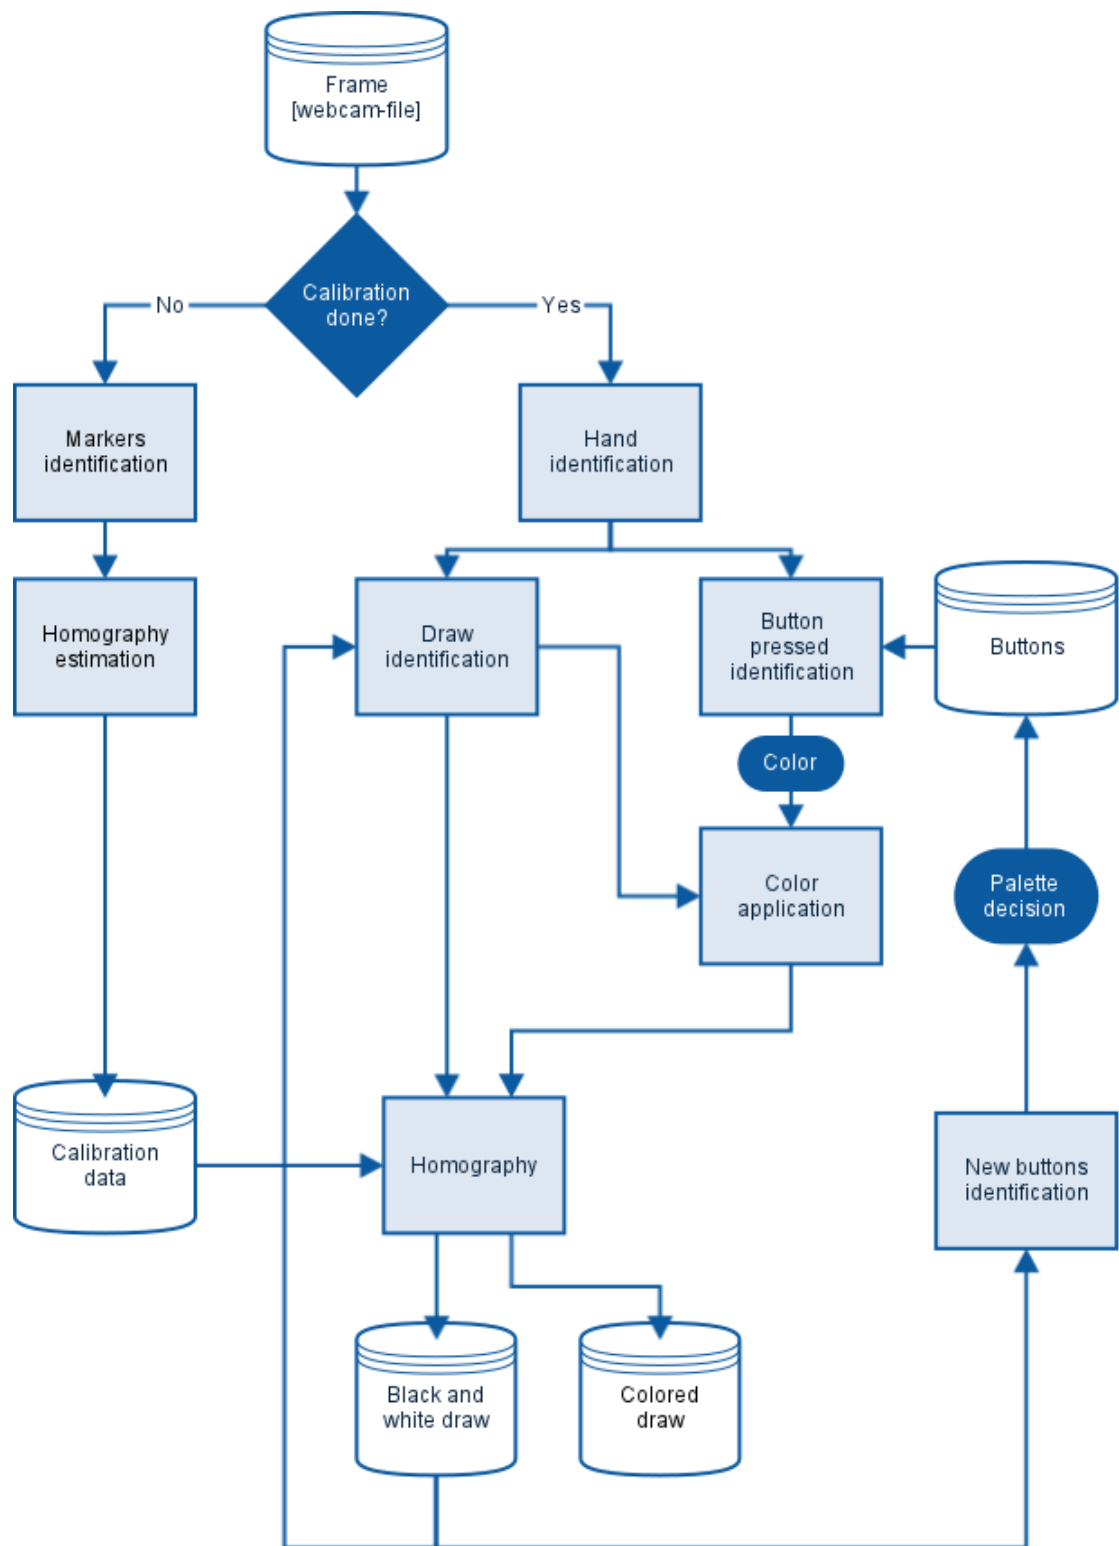 Frame
[webcam-file]
Calibration
done?
No
Yes
Markers
identification
Hand
identification
Homography
estimation
Draw
identification
Button
pressed
identification
Buttons
Color
Color
application
Palette
decision
Calibration
data
Homography
New buttons
identification
Black and
white draw
Colored
draw